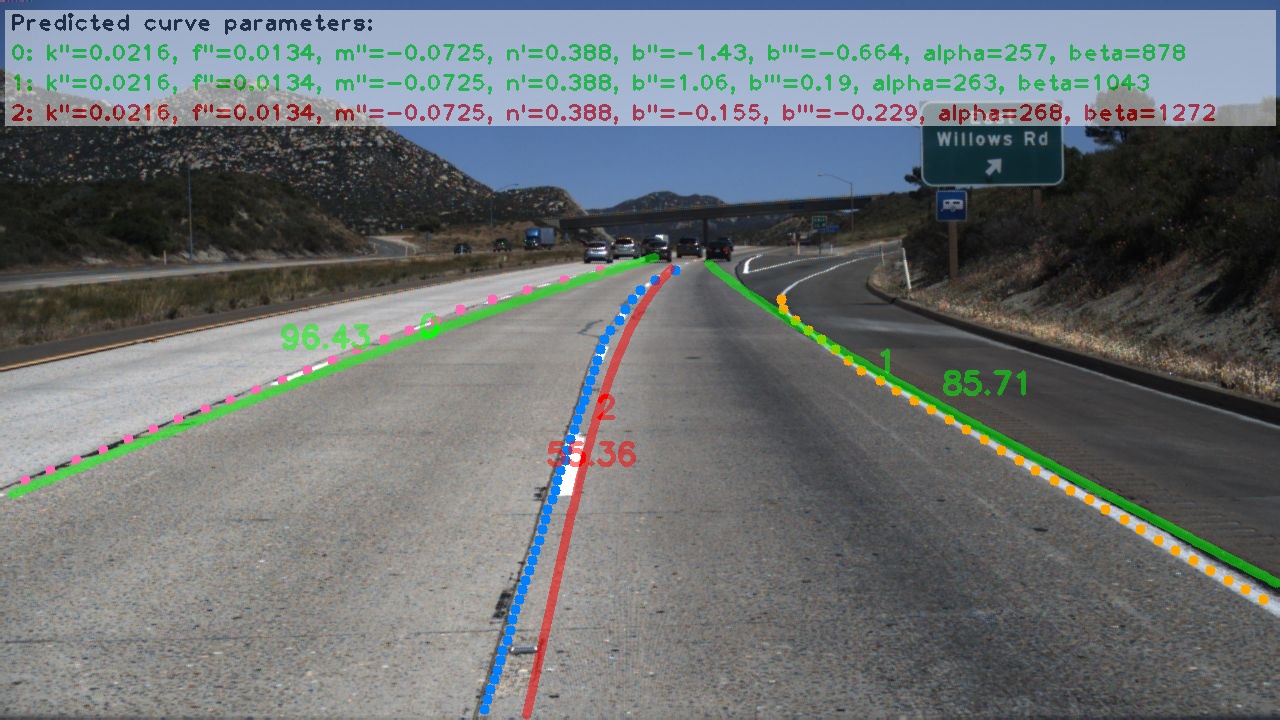 Predicted curve parameters:
0: k''=0.0216, f''=0.0134, m''=-0.0725, n'=0.388, b''=-1.43, b'''=-0.664, alpha=257, beta=878
1: k''=0.0216, f''=0.0134, m''=-0.0725, n'=0.388, b''=1.06, b'''=0.19, alpha=263, beta=1043
2: k''=0.0216, f''=0.0134, m''=-0.0725, n'=0.388, b''=-0.155, b'''=-0.229, alpha=268, beta=1272
Willows Rd
0
96.43
1
85.71
2
55.36